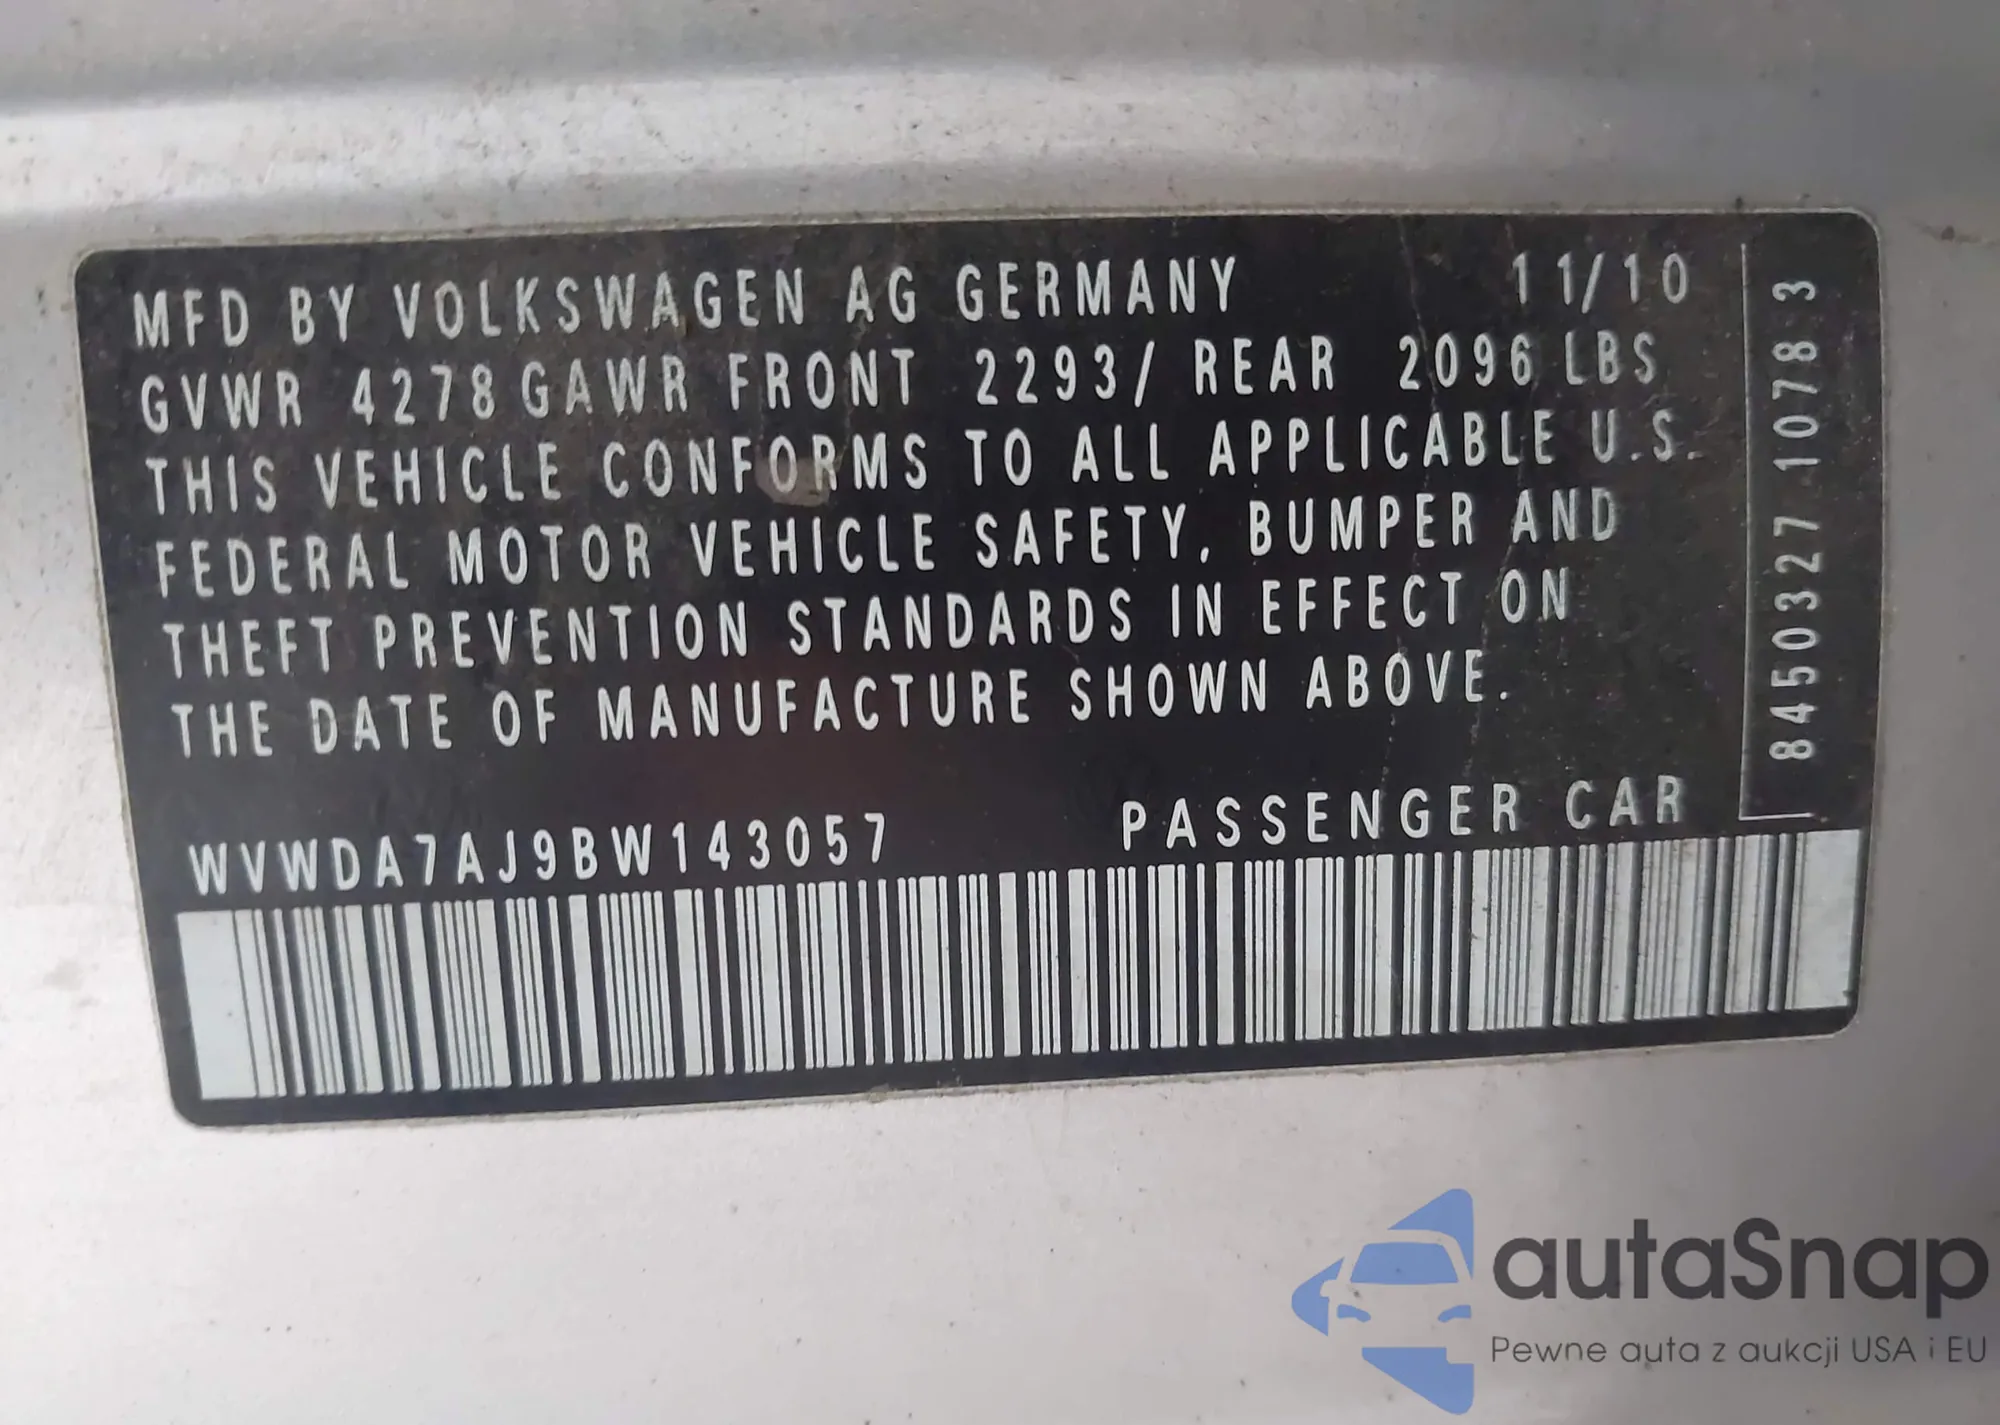 MFD BY VOLKSWAGEN AG GERMANY 11/10
GVWR 4278 GAWR FRONT 2293/ REAR 2096 LBS
THIS VEHICLE CONFORMS TO ALL APPLICABLE U.S.
FEDERAL MOTOR VEHICLE SAFETY, BUMPER AND
THEFT PREVENTION STANDARDS IN EFFECT ON
THE DATE OF MANUFACTURE SHOWN ABOVE.
WVWDA7AJ9BW143057 PASSENGER CAR
8450327 1078 3
autaSnap
Pewne auta z aukcji USA i EU